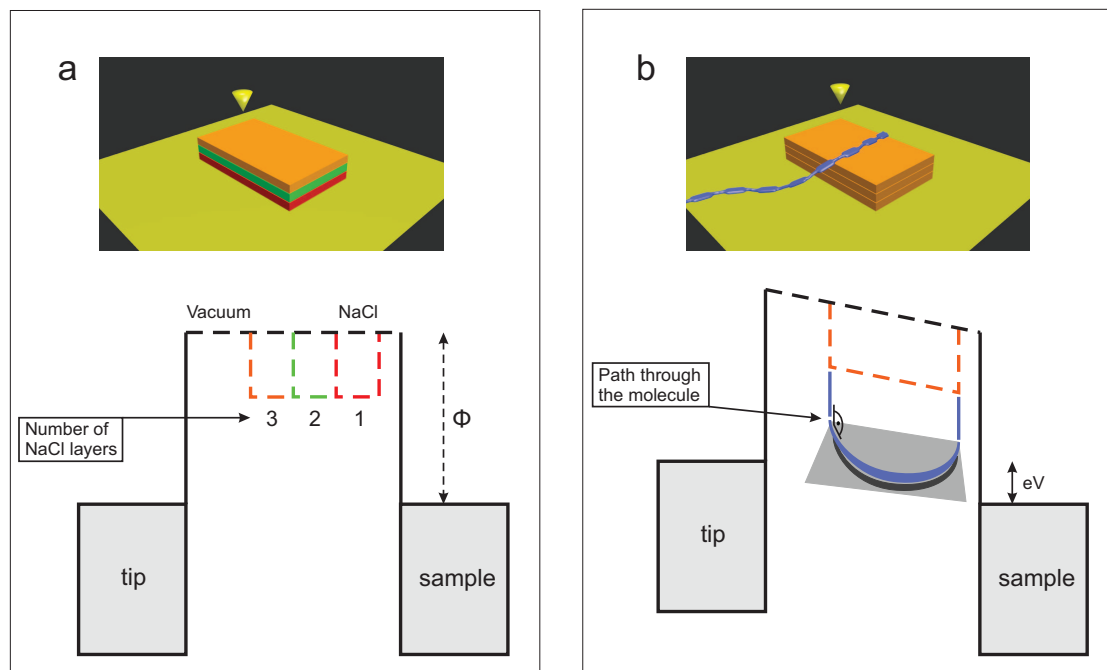 a
Vacuum NaCl
3 2 1
Number of
NaCl layers
Φ
tip
sample
b
Path through
the molecule
eV
tip
sample